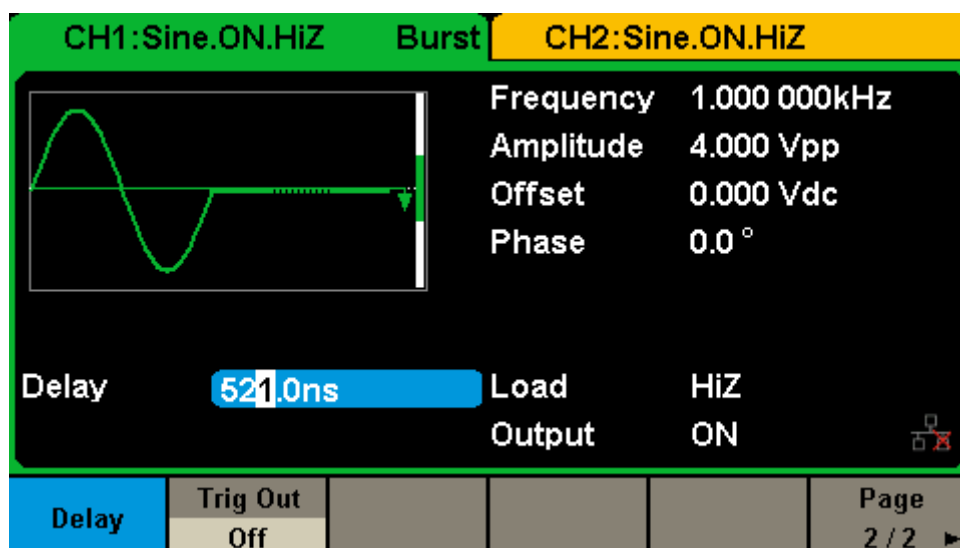 CH1:Sine.ON.HiZ Burst CH2:Sine.ON.HiZ
Frequency 1.000 000kHz
Amplitude 4.000 Vpp
Offset 0.000 Vdc
Phase 0.0 °
Delay 521.0ns Load HiZ
Output ON
Delay Trig Out Off Page 2/2 ►